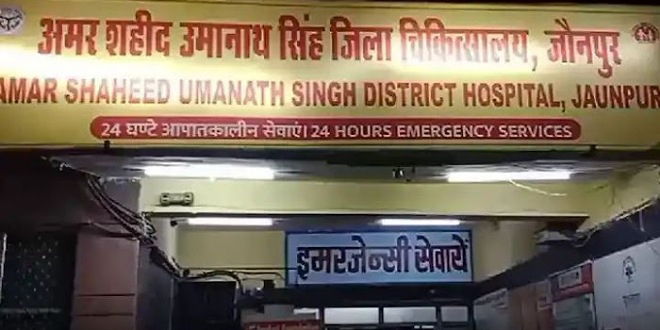 अमर शहीद उमानाथ सिंह जिला चिकित्सालय, जौनपुर
AMAR SHAHEED UMANATH SINGH DISTRICT HOSPITAL, JAUNPUR
24 घण्टे आपातकालीन सेवाएं। 24 HOURS EMERGENCY SERVICES
इमरजेन्सी सेवायें